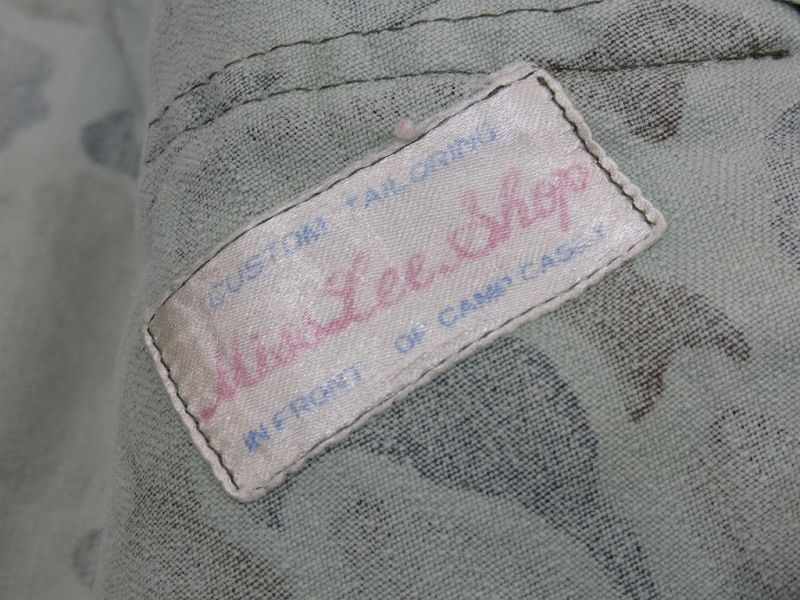 CUSTOM TAILORING
Miss Lee. Shop
IN FRONT OF CAMP CASEY